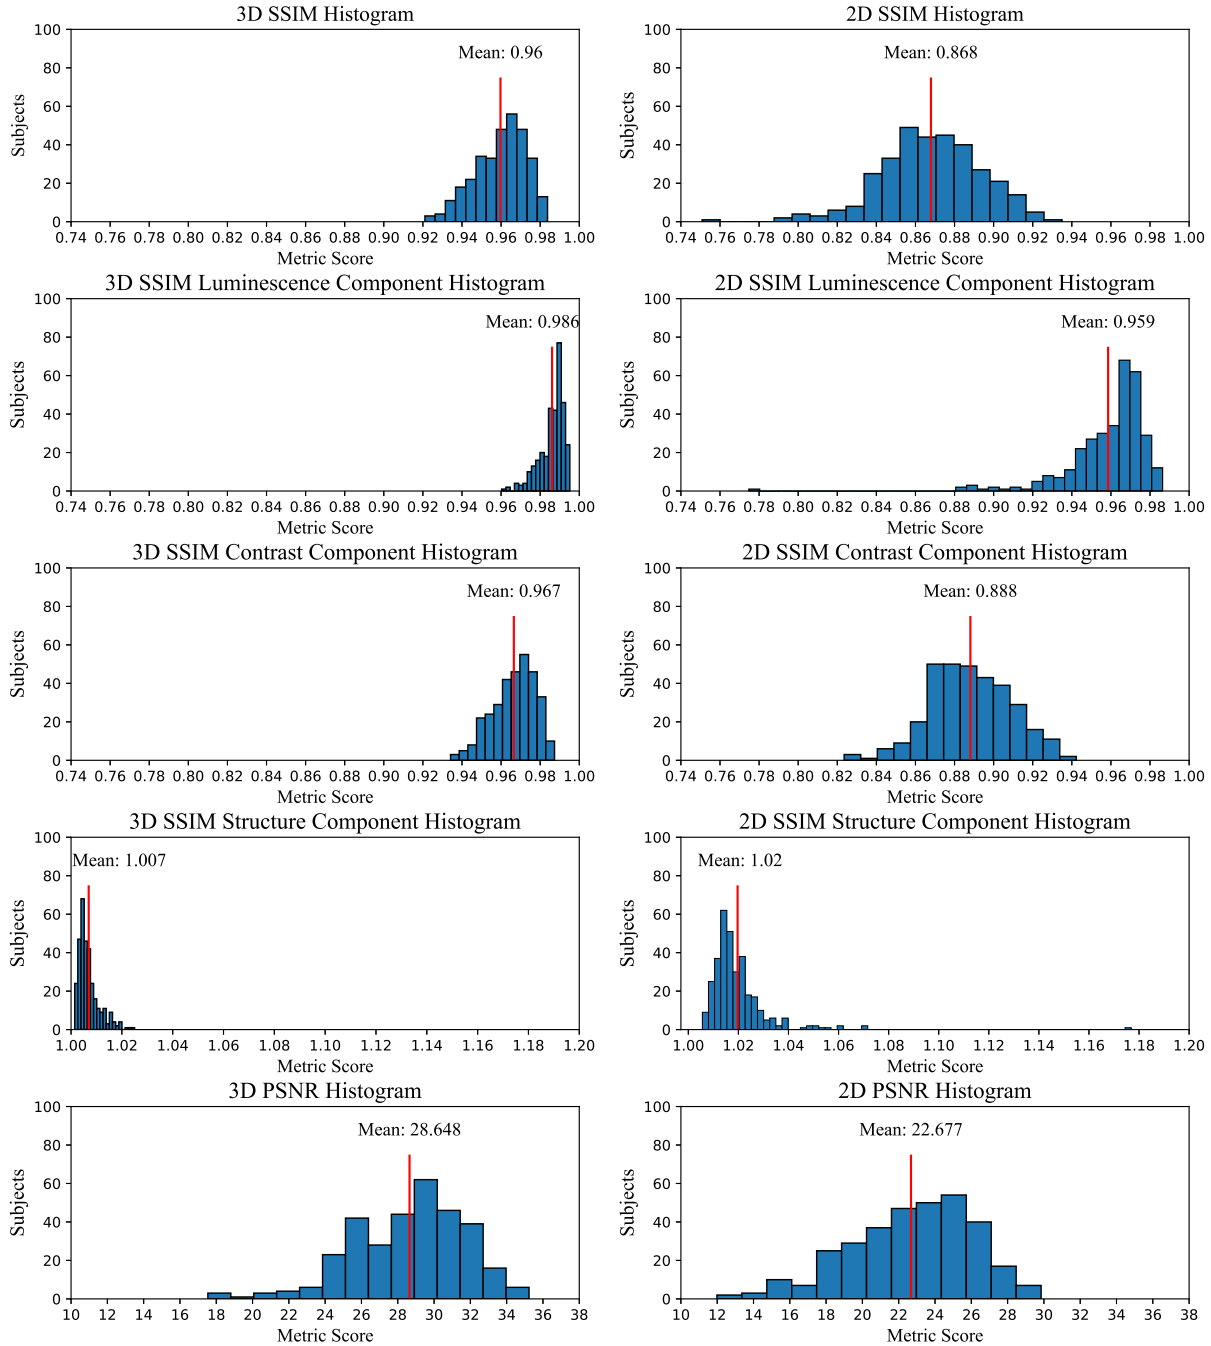 3D SSIM Histogram
Mean: 0.96
Subjects
100
80
60
40
20
0
0.74 0.76 0.78 0.80 0.82 0.84 0.86 0.88 0.90 0.92 0.94 0.96 0.98 1.00
Metric Score
2D SSIM Histogram
Mean: 0.868
Subjects
100
80
60
40
20
0
0.74 0.76 0.78 0.80 0.82 0.84 0.86 0.88 0.90 0.92 0.94 0.96 0.98 1.00
Metric Score
3D SSIM Luminescence Component Histogram
Mean: 0.986
Subjects
100
80
60
40
20
0
0.74 0.76 0.78 0.80 0.82 0.84 0.86 0.88 0.90 0.92 0.94 0.96 0.98 1.00
Metric Score
2D SSIM Luminescence Component Histogram
Mean: 0.959
Subjects
100
80
60
40
20
0
0.74 0.76 0.78 0.80 0.82 0.84 0.86 0.88 0.90 0.92 0.94 0.96 0.98 1.00
Metric Score
3D SSIM Contrast Component Histogram
Mean: 0.967
Subjects
100
80
60
40
20
0
0.74 0.76 0.78 0.80 0.82 0.84 0.86 0.88 0.90 0.92 0.94 0.96 0.98 1.00
Metric Score
2D SSIM Contrast Component Histogram
Mean: 0.888
Subjects
100
80
60
40
20
0
0.74 0.76 0.78 0.80 0.82 0.84 0.86 0.88 0.90 0.92 0.94 0.96 0.98 1.00
Metric Score
3D SSIM Structure Component Histogram
Mean: 1.007
Subjects
100
80
60
40
20
0
1.00 1.02 1.04 1.06 1.08 1.10 1.12 1.14 1.16 1.18 1.20
Metric Score
2D SSIM Structure Component Histogram
Mean: 1.02
Subjects
100
80
60
40
20
0
1.00 1.02 1.04 1.06 1.08 1.10 1.12 1.14 1.16 1.18 1.20
Metric Score
3D PSNR Histogram
Mean: 28.648
Subjects
100
80
60
40
20
0
10 12 14 16 18 20 22 24 26 28 30 32 34 36 38
Metric Score
2D PSNR Histogram
Mean: 22.677
Subjects
100
80
60
40
20
0
10 12 14 16 18 20 22 24 26 28 30 32 34 36 38
Metric Score